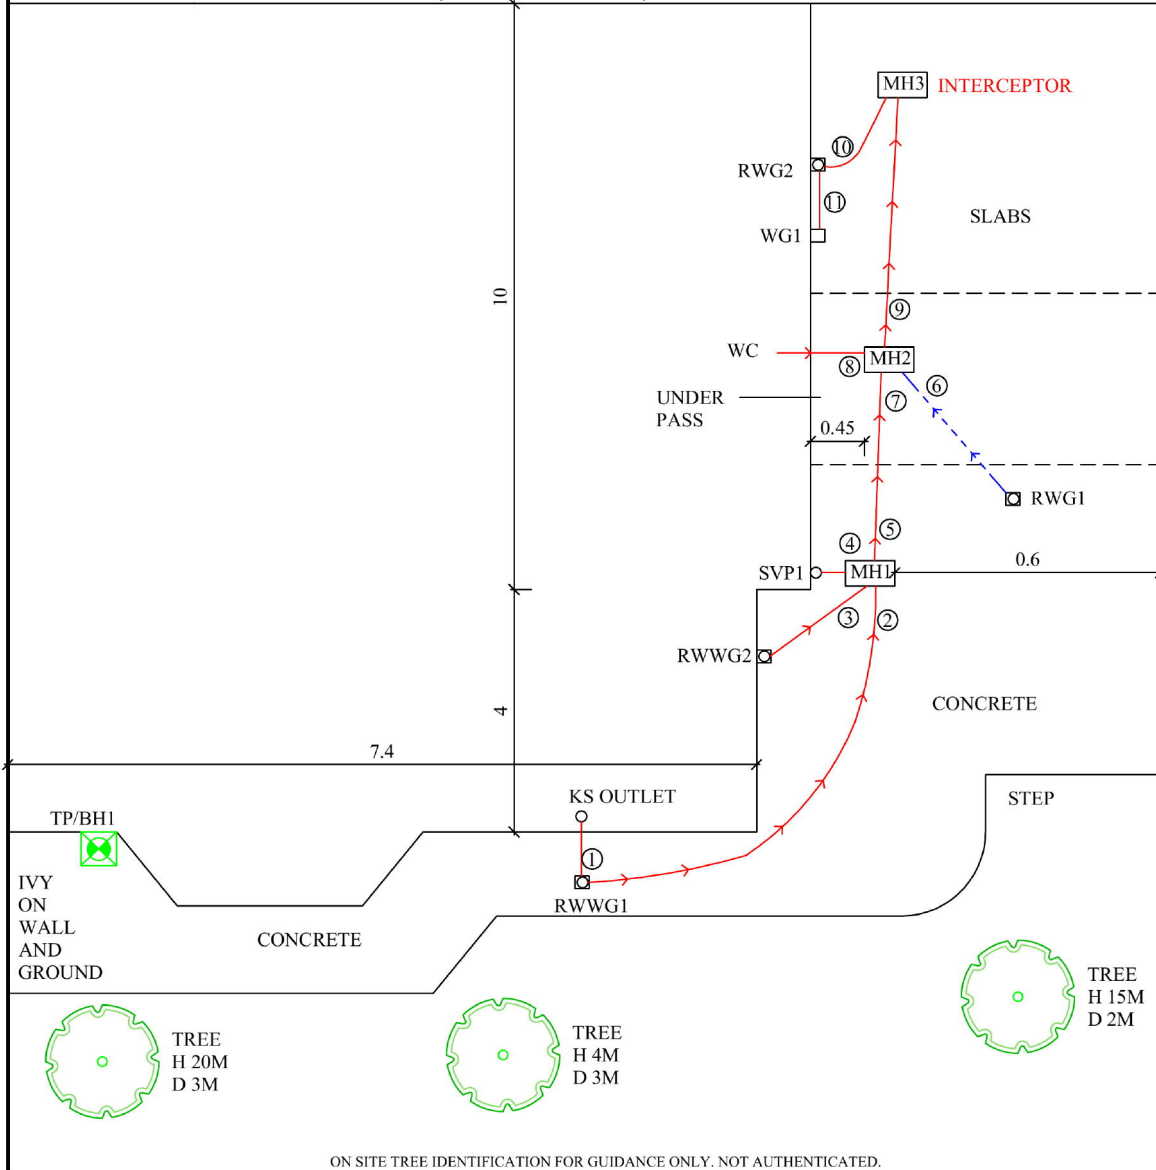 MH3 INTERCEPTOR
10
RWG2
11
SLABS
WG1
10
9
WC
MH2
8
6
UNDER
PASS
7
0.45
RWG1
5
4
0.6
SVP1
MH1
3
2
RWWG2
CONCRETE
4
7.4
KS OUTLET
STEP
TP/BH1
1
IVY
ON
WALL
AND
GROUND
RWWG1
CONCRETE
TREE
H 15M
D 2M
TREE
H 20M
D 3M
TREE
H 4M
D 3M
ON SITE TREE IDENTIFICATION FOR GUIDANCE ONLY. NOT AUTHENTICATED.